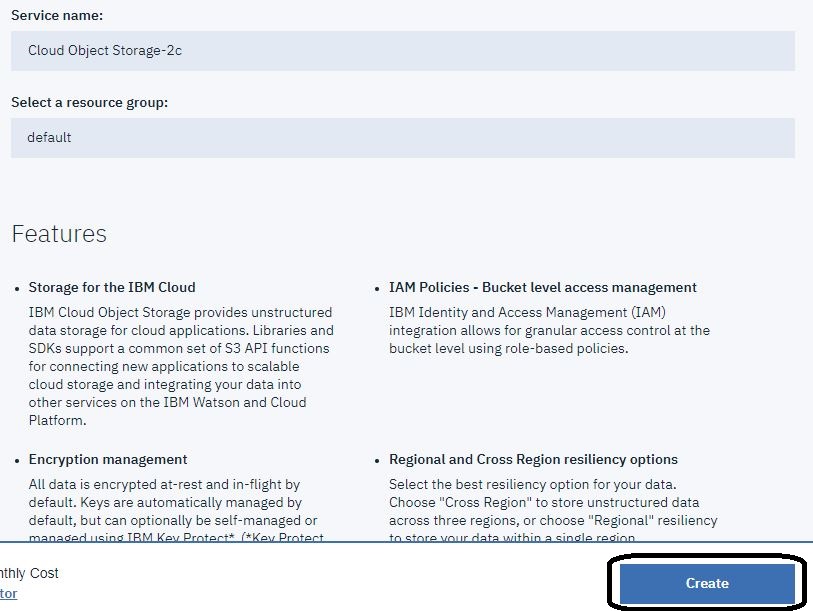 Service name:
Cloud Object Storage-2c
Select a resource group:
default
Features
Storage for the IBM Cloud
IBM Cloud Object Storage provides unstructured
data storage for cloud applications. Libraries and
SDKs support a common set of S3 API functions
for connecting new applications to scalable
cloud storage and integrating your data into
other services on the IBM Watson and Cloud
Platform.
IAM Policies - Bucket level access management
IBM Identity and Access Management (IAM)
integration allows for granular access control at the
bucket level using role-based policies.
Encryption management
All data is encrypted at-rest and in-flight by
default. Keys are automatically managed by
default, but can optionally be self-managed or
managed using IBM Key Protect* (*Key Protect
Regional and Cross Region resiliency options
Select the best resiliency option for your data.
Choose "Cross Region" to store unstructured data
across three regions, or choose "Regional" resiliency
to store your data within a single region.
nthly Cost
tor
Create